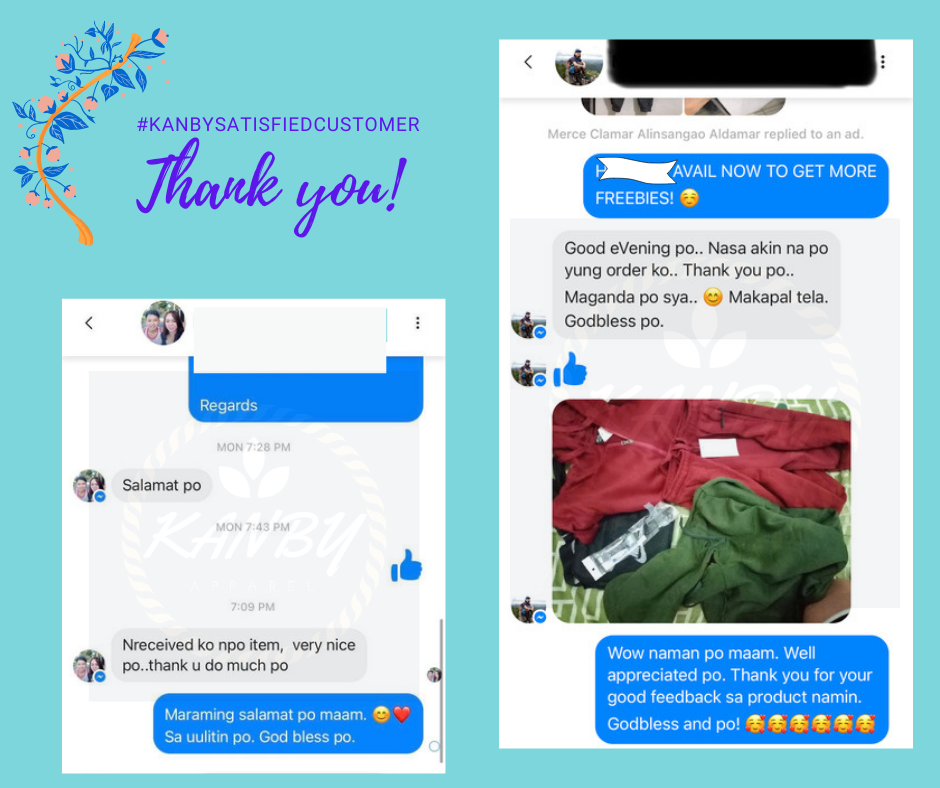 #KANBYSATISFIEDCUSTOMER
Thank you!
Regards
MON 7:28 PM
Salamat po
MON 7:43 PM
KANBY
7:09 PM
Nreceived ko npo item, very nice
po..thank u do much po
Maraming salamat po maam. 😊❤️
Sa uulitin po. God bless po.
Merce Clamar Alinsangao Aldamar replied to an ad.
H AVAIL NOW TO GET MORE
FREEBIES! ☺️
Good eVening po.. Nasa akin na po
yung order ko.. Thank you po..
Maganda po sya.. 😊 Makapal tela.
Godbless po.
KANBY
Wow naman po maam. Well
appreciated po. Thank you for your
good feedback sa product namin.
Godbless and po! 🥰🥰🥰🥰🥰🥰